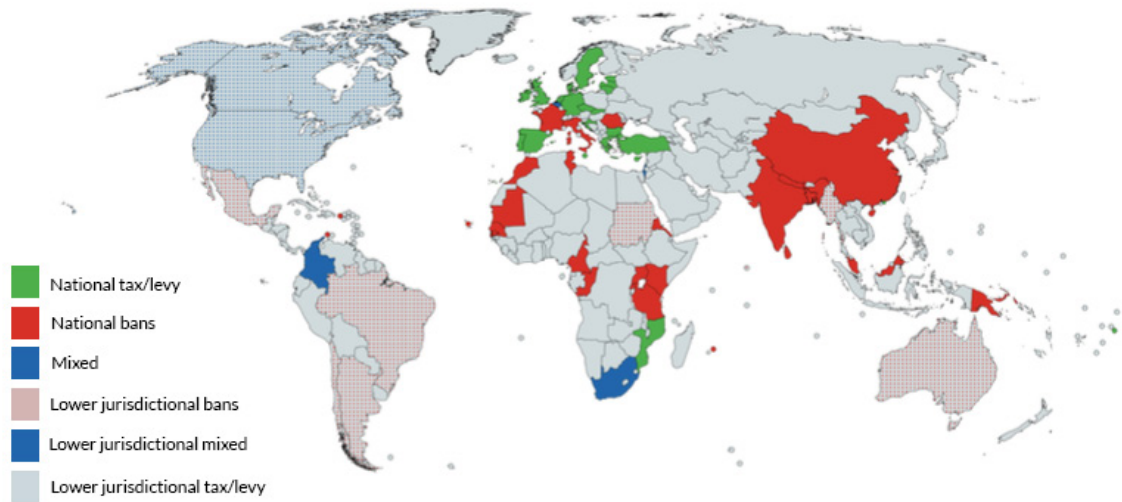 National tax/levy
National bans
Mixed
Lower jurisdictional bans
Lower jurisdictional mixed
Lower jurisdictional tax/levy